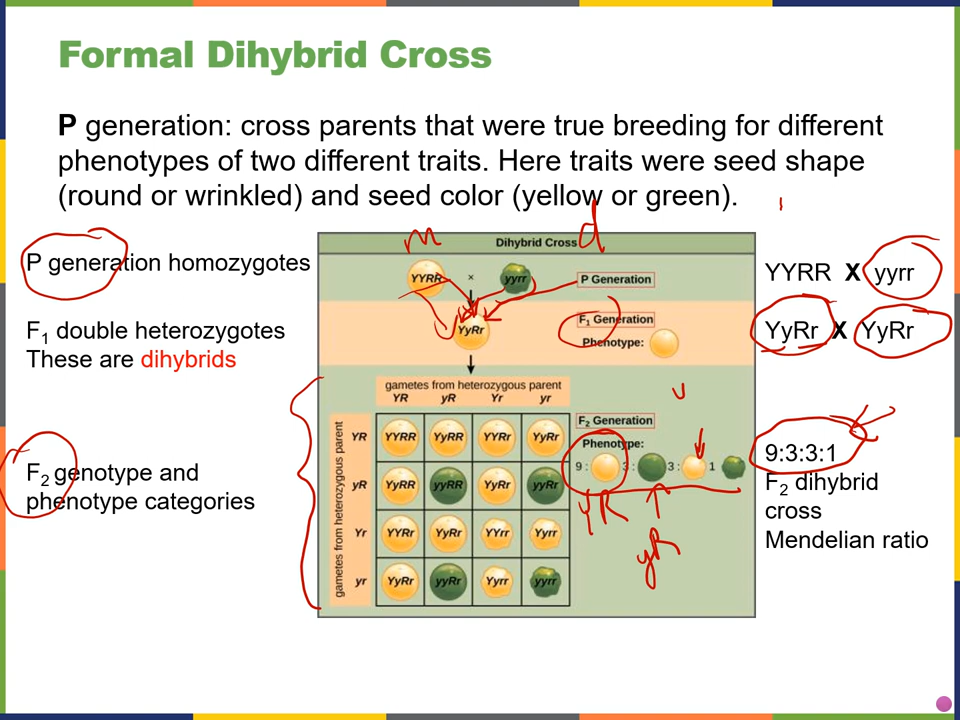 Formal Dihybrid Cross
P generation: cross parents that were true breeding for different
phenotypes of two different traits. Here traits were seed shape
(round or wrinkled) and seed color (yellow or green).
m
d
P generation homozygotes
F1 double heterozygotes
These are dihybrids
F2 genotype and
phenotype categories
Dihybrid Cross
YYRR × yyrr
P Generation
YyRr
F1 Generation
Phenotype:
gametes from heterozygous parent
YR yR Yr yr
gametes from heterozygous parent
YR YYRR YyRR YYRr YyRr
yR YyRR yyRR YyRr yyRr
Yr YYRr YyRr YYrr Yyrr
yr YyRr yyRr Yyrr yyrr
F2 Generation
Phenotype:
9: 3: 3: 1
YR
yR
YYRR X yyrr
YyRr X YyRr
9:3:3:1
F2 dihybrid
cross
Mendelian ratio